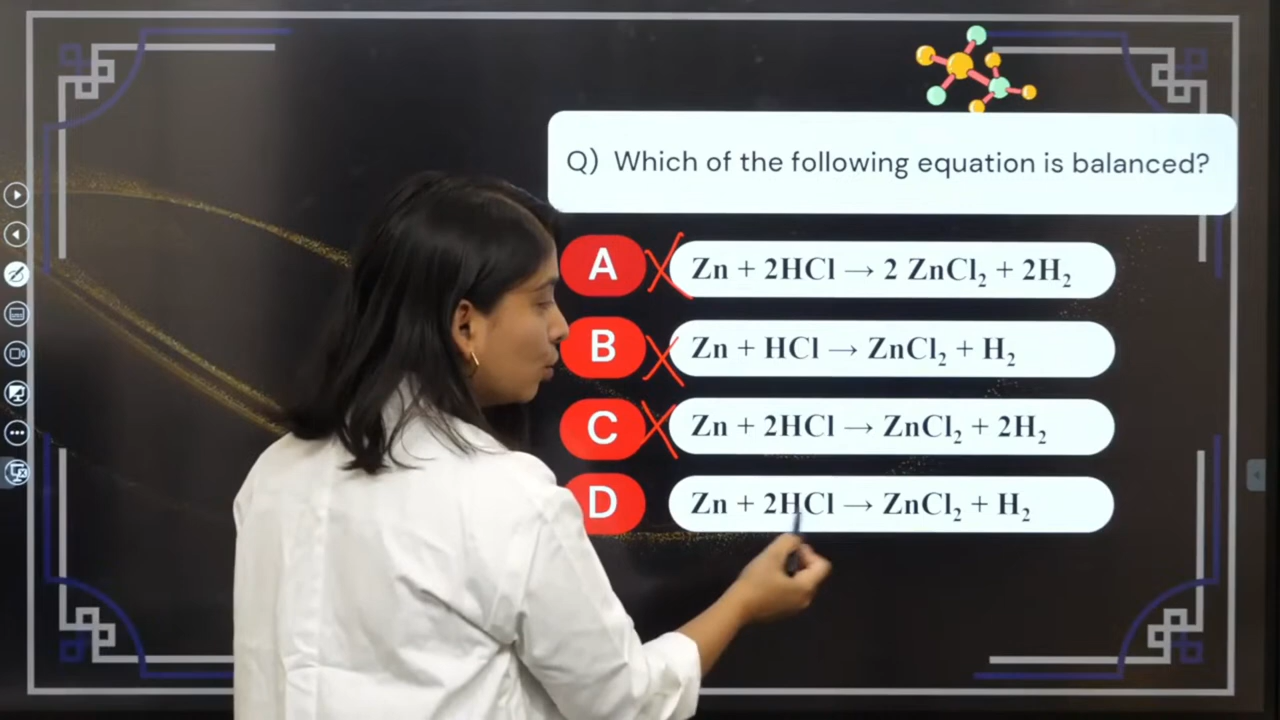 Q) Which of the following equation is balanced?
A Zn + 2HCl → 2 ZnCl₂ + 2H₂
B Zn + HCl → ZnCl₂ + H₂
C Zn + 2HCl → ZnCl₂ + 2H₂
D Zn + 2HCl → ZnCl₂ + H₂